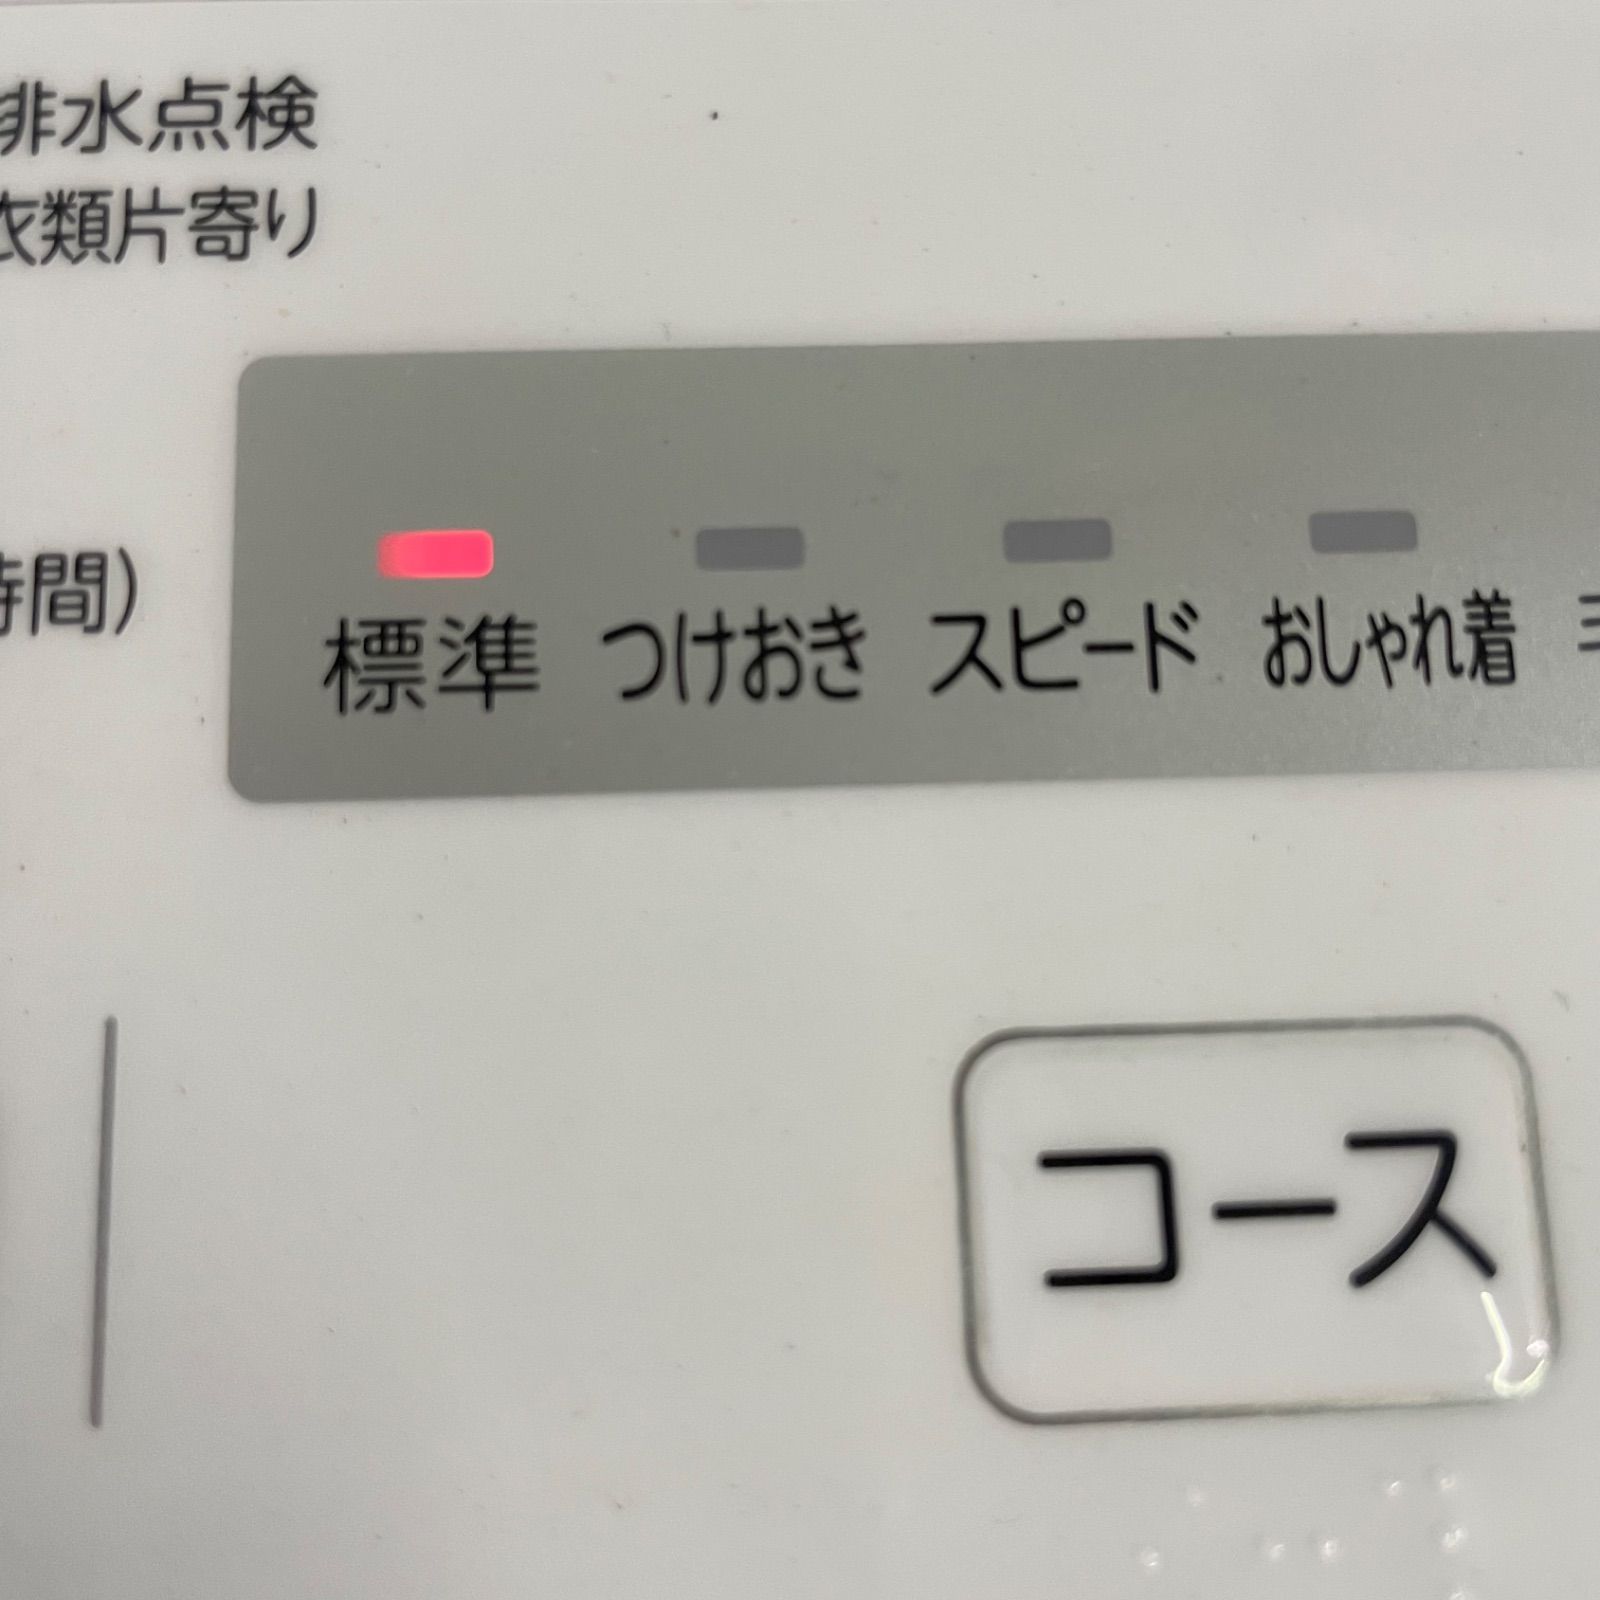 排水点検
衣類片寄り
時間)
標準 つけおき スピード おしゃれ着
コース